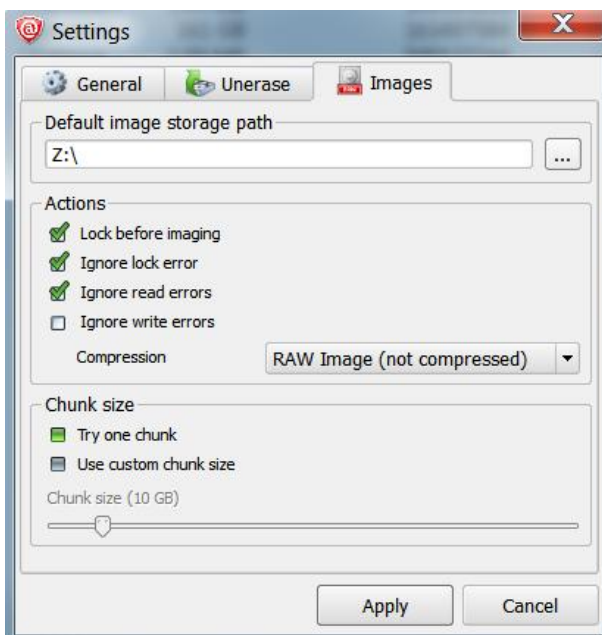 Settings
General Unerase Images
Default image storage path
Z:\ ...
Actions
Lock before imaging
Ignore lock error
Ignore read errors
Ignore write errors
Compression RAW Image (not compressed)
Chunk size
Try one chunk
Use custom chunk size
Chunk size (10 GB)
Apply Cancel